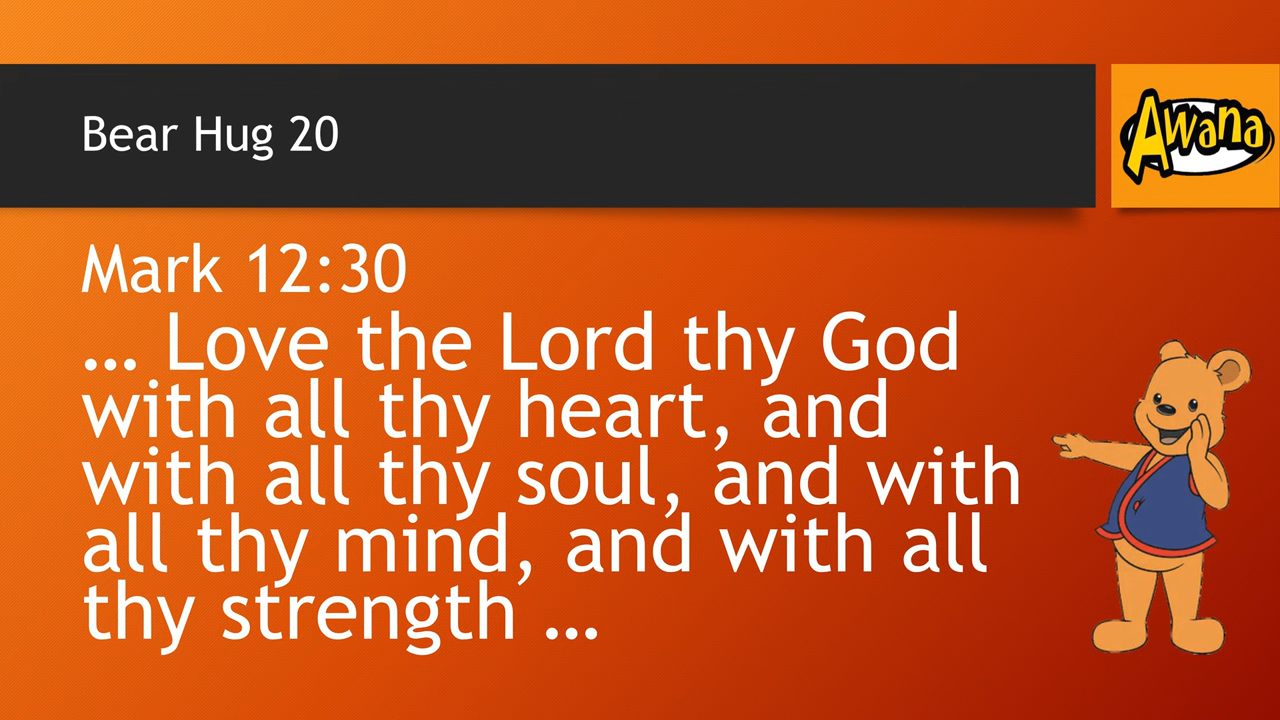 Bear Hug 20
Awana
Mark 12:30
… Love the Lord thy God
with all thy heart, and
with all thy soul, and with
all thy mind, and with all
thy strength …